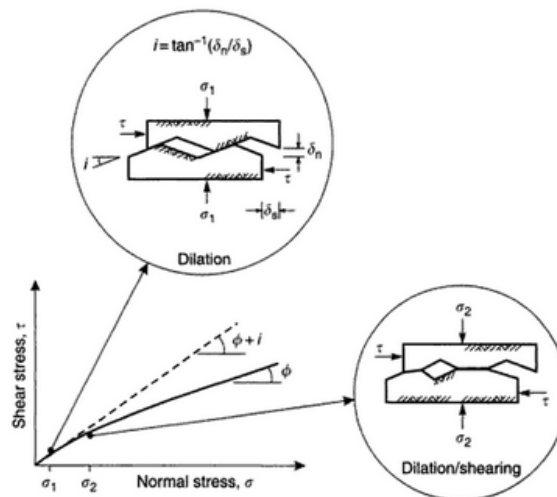 i = tan⁻¹(δn/δs)
σ1
τ
δn
i
τ
σ1
δs
Dilation
Shear stress, τ
ϕ + i
ϕ
σ1 σ2 Normal stress, σ
σ2
τ
τ
σ2
Dilation/shearing